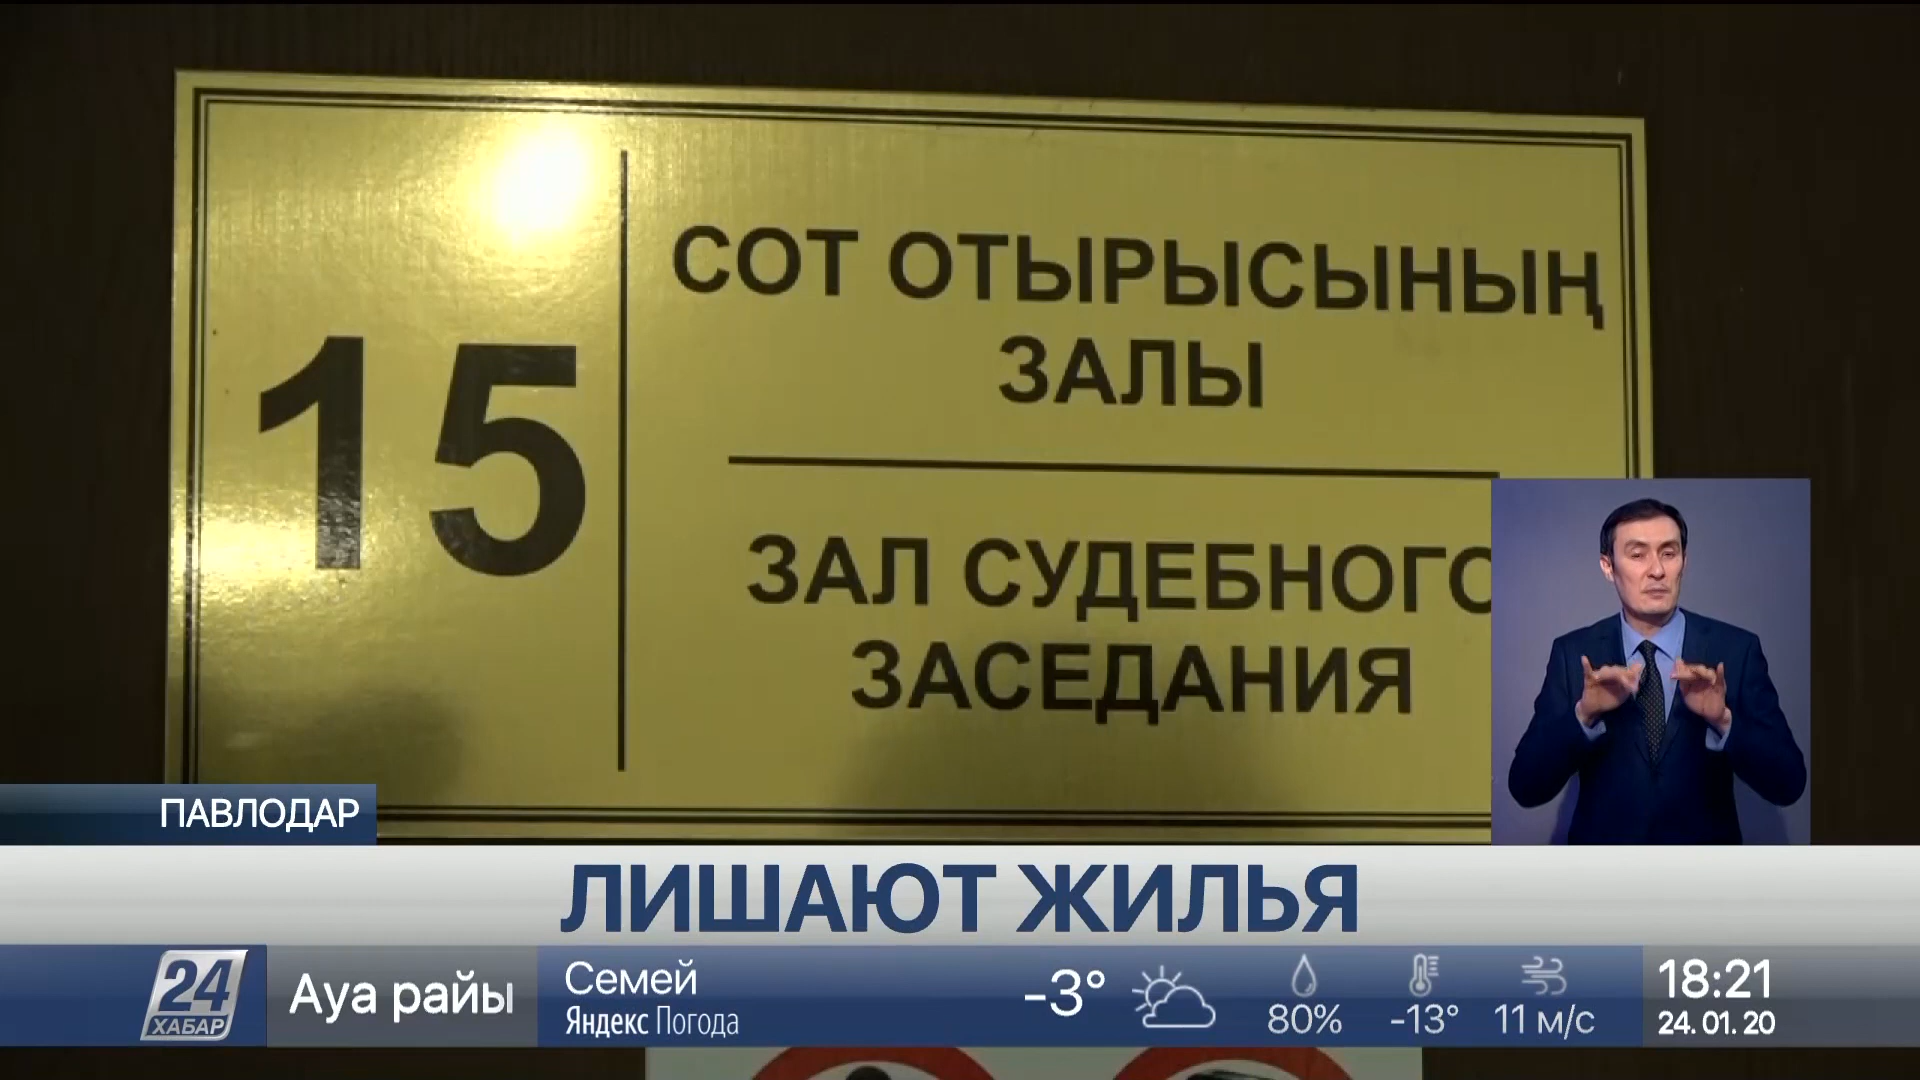 15
СОТ ОТЫРЫСЫНЫҢ
ЗАЛЫ
ЗАЛ СУДЕБНОГО
ЗАСЕДАНИЯ
ПАВЛОДАР
ЛИШАЮТ ЖИЛЬЯ
24
ХАБАР
Ауа райы
Семей
Яндекс Погода
-3°
80%
-13°
11 м/с
18:21
24. 01. 20